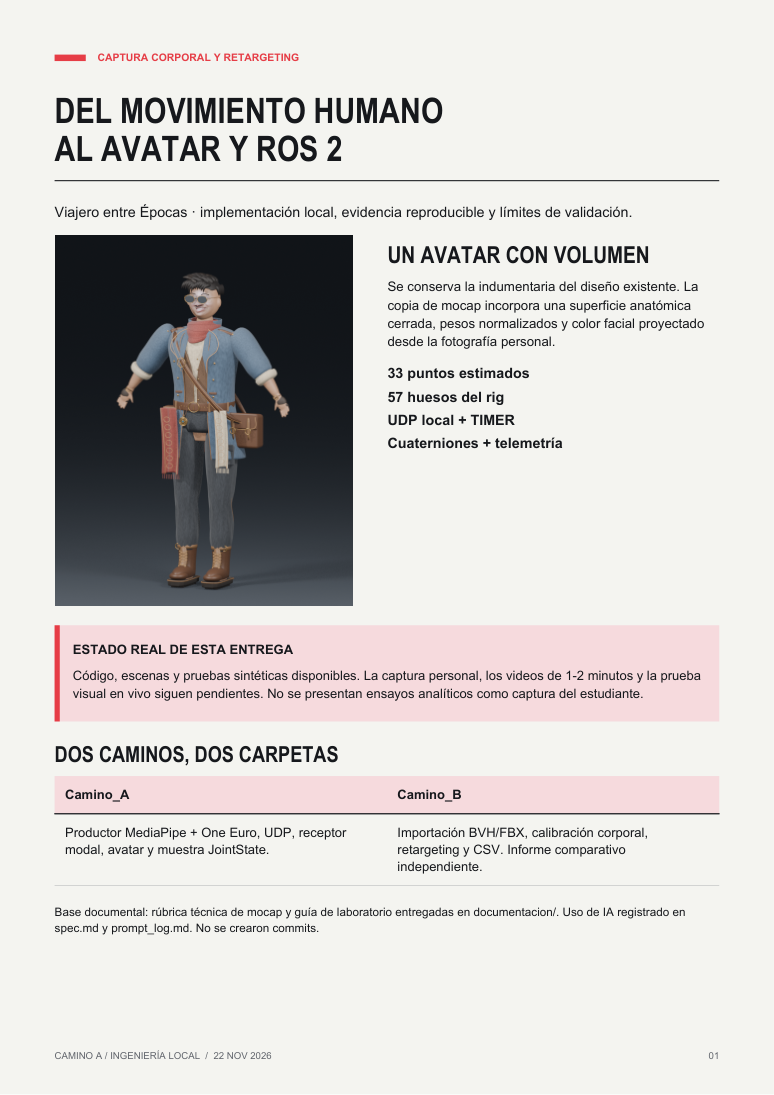 CAPTURA CORPORAL Y RETARGETING
DEL MOVIMIENTO HUMANO
AL AVATAR Y ROS 2
Viajero entre Épocas · implementación local, evidencia reproducible y límites de validación.
UN AVATAR CON VOLUMEN
Se conserva la indumentaria del diseño existente. La
copia de mocap incorpora una superficie anatómica
cerrada, pesos normalizados y color facial proyectado
desde la fotografía personal.
33 puntos estimados
57 huesos del rig
UDP local + TIMER
Cuaterniones + telemetría
ESTADO REAL DE ESTA ENTREGA
Código, escenas y pruebas sintéticas disponibles. La captura personal, los videos de 1-2 minutos y la prueba
visual en vivo siguen pendientes. No se presentan ensayos analíticos como captura del estudiante.
DOS CAMINOS, DOS CARPETAS
Camino_A
Camino_B
Productor MediaPipe + One Euro, UDP, receptor
modal, avatar y muestra JointState.
Importación BVH/FBX, calibración corporal,
retargeting y CSV. Informe comparativo
independiente.
Base documental: rúbrica técnica de mocap y guía de laboratorio entregadas en documentacion/. Uso de IA registrado en
spec.md y prompt_log.md. No se crearon commits.
CAMINO A / INGENIERÍA LOCAL / 22 NOV 2026
01